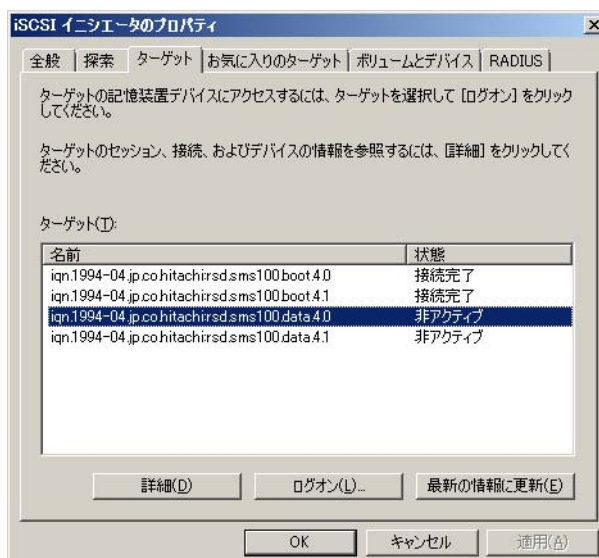 iSCSI イニシエータのプロパティ
全般 探索 ターゲット お気に入りのターゲット ボリュームとデバイス RADIUS
ターゲットの記憶装置デバイスにアクセスするには、ターゲットを選択して [ログオン] をクリック
してください。
ターゲットのセッション、接続、およびデバイスの情報を参照するには、[詳細] をクリックしてく
ださい。
ターゲット(T):
名前 状態
iqn.1994-04.jp.co.hitachi.rsd.sms100.boot.4.0 接続完了
iqn.1994-04.jp.co.hitachi.rsd.sms100.boot.4.1 接続完了
iqn.1994-04.jp.co.hitachi.rsd.sms100.data.4.0 非アクティブ
iqn.1994-04.jp.co.hitachi.rsd.sms100.data.4.1 非アクティブ
詳細(D) ログオン(L)... 最新の情報に更新(E)
OK キャンセル 適用(A)